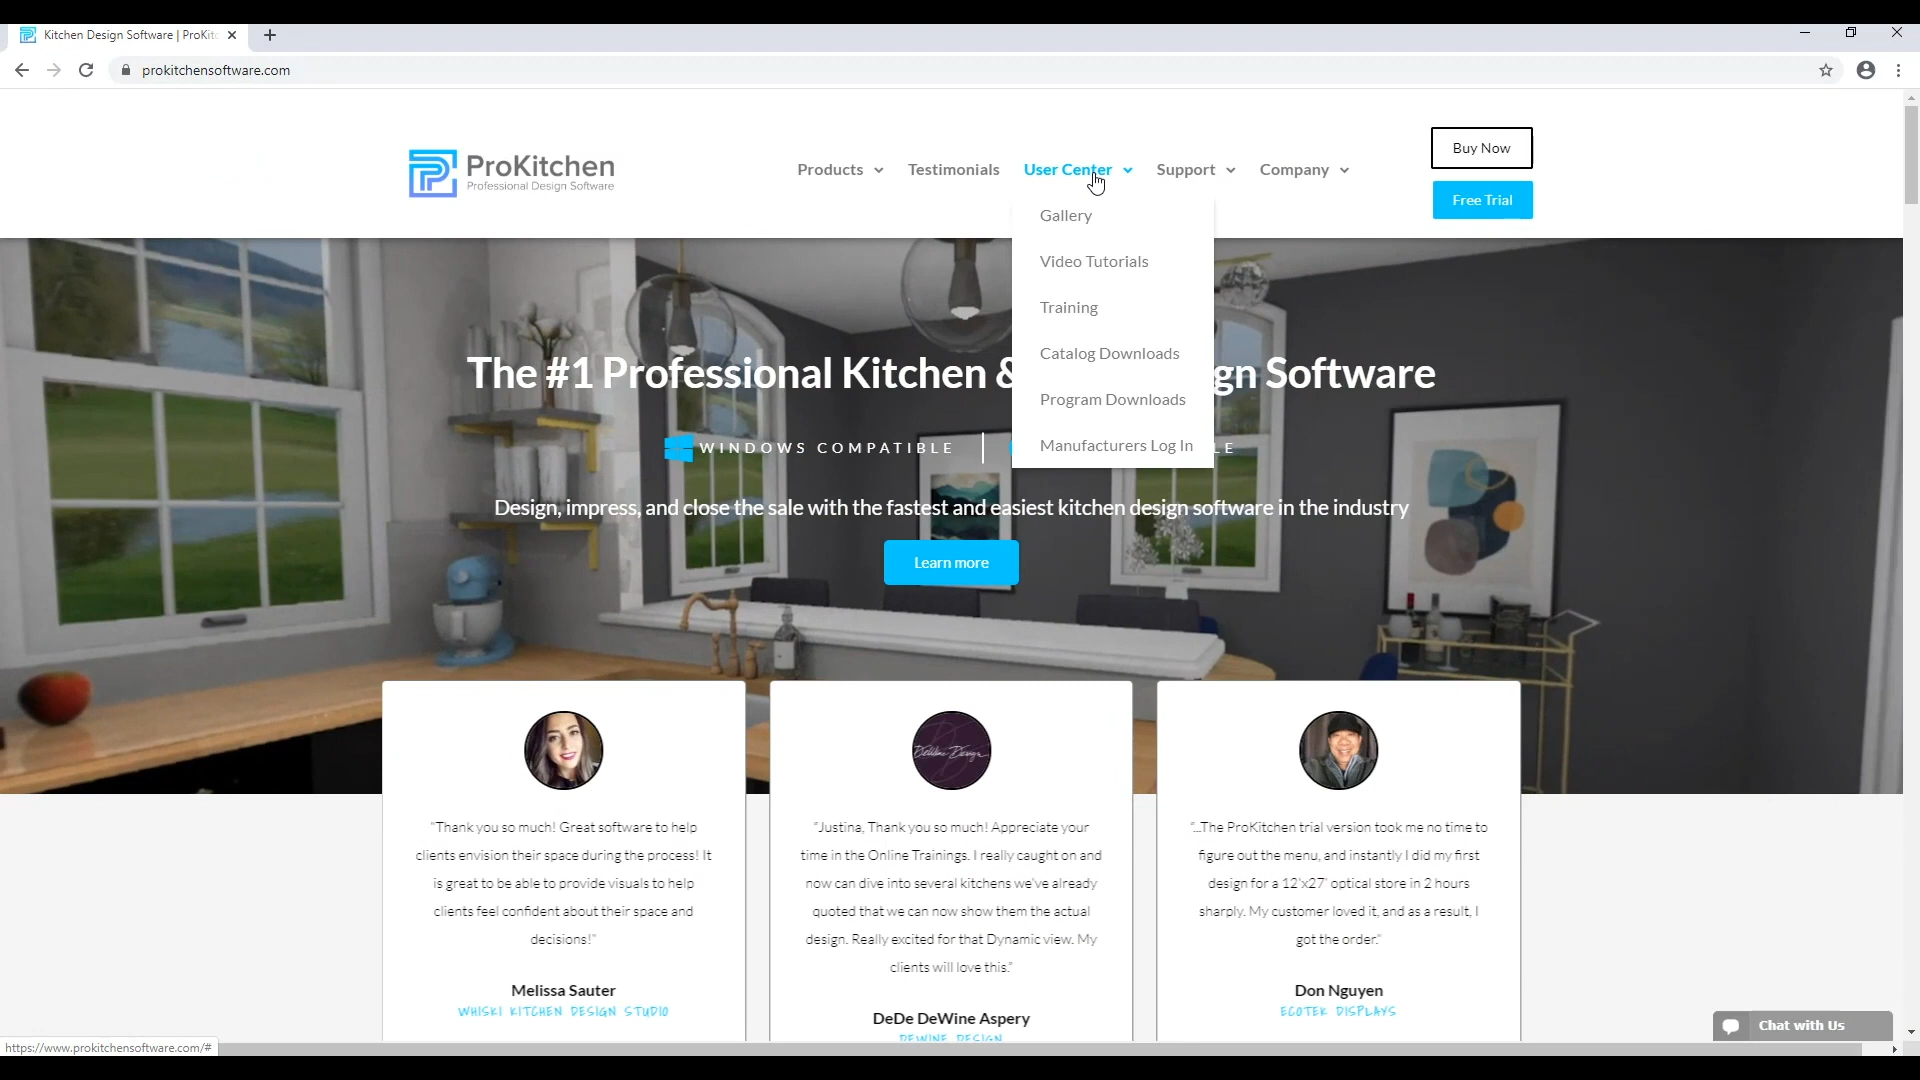 Kitchen Design Software | ProKitc
prokitchensoftware.com
ProKitchen
Professional Design Software
Products
Testimonials
User Center
Support
Company
Buy Now
Free Trial
Gallery
Video Tutorials
Training
Catalog Downloads
Program Downloads
Manufacturers Log In
The #1 Professional Kitchen & gn Software
WINDOWS COMPATIBLE
LE
Design, impress, and close the sale with the fastest and easiest kitchen design software in the industry
Learn more
"Thank you so much! Great software to help
clients envision their space during the process! It
is great to be able to provide visuals to help
clients feel confident about their space and
decisions!"
Melissa Sauter
WHISKI KITCHEN DESIGN STUDIO
DeWine Design
"Justina, Thank you so much! Appreciate your
time in the Online Trainings. I really caught on and
now can dive into several kitchens we've already
quoted that we can now show them the actual
design. Really excited for that Dynamic view. My
clients will love this."
DeDe DeWine Aspery
DEWINE DESIGN
"...The ProKitchen trial version took me no time to
figure out the menu, and instantly I did my first
design for a 12'x27' optical store in 2 hours
sharply. My customer loved it, and as a result, I
got the order."
Don Nguyen
ECOTEK DISPLAYS
Chat with Us
https://www.prokitchensoftware.com/#